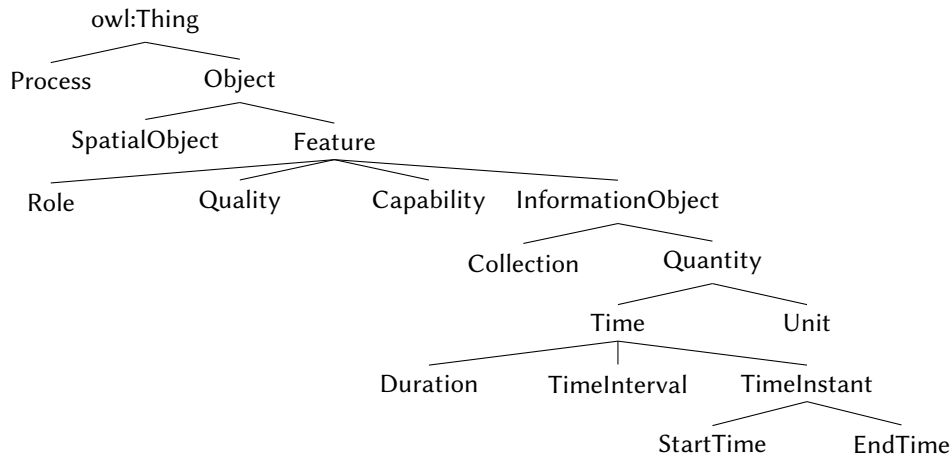 owl:Thing
Process Object
SpatialObject Feature
Role Quality Capability InformationObject
Collection Quantity
Time Unit
Duration TimeInterval TimeInstant
StartTime EndTime